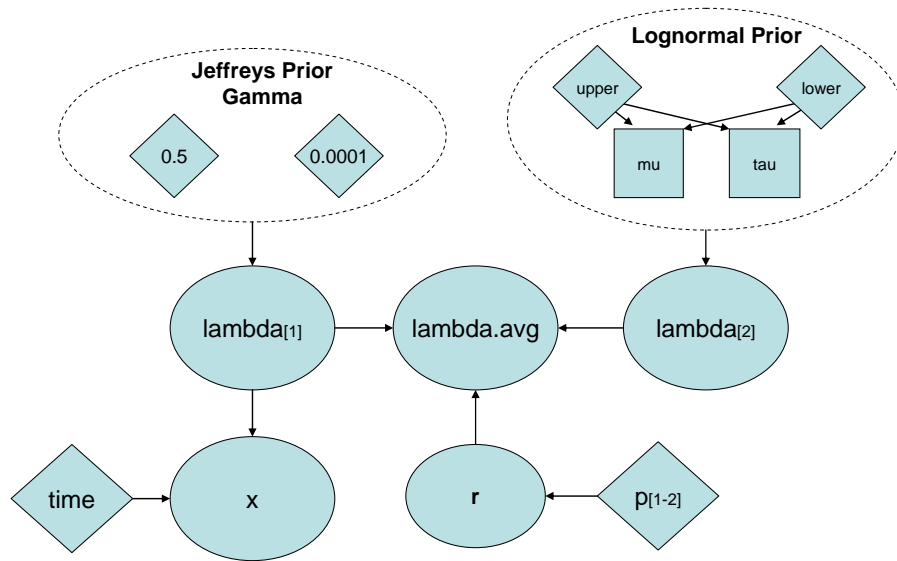 Lognormal Prior
Jeffreys Prior
Gamma
upper
lower
0.5
0.0001
mu
tau
lambda[1]
lambda.avg
lambda[2]
time
x
r
p[1-2]